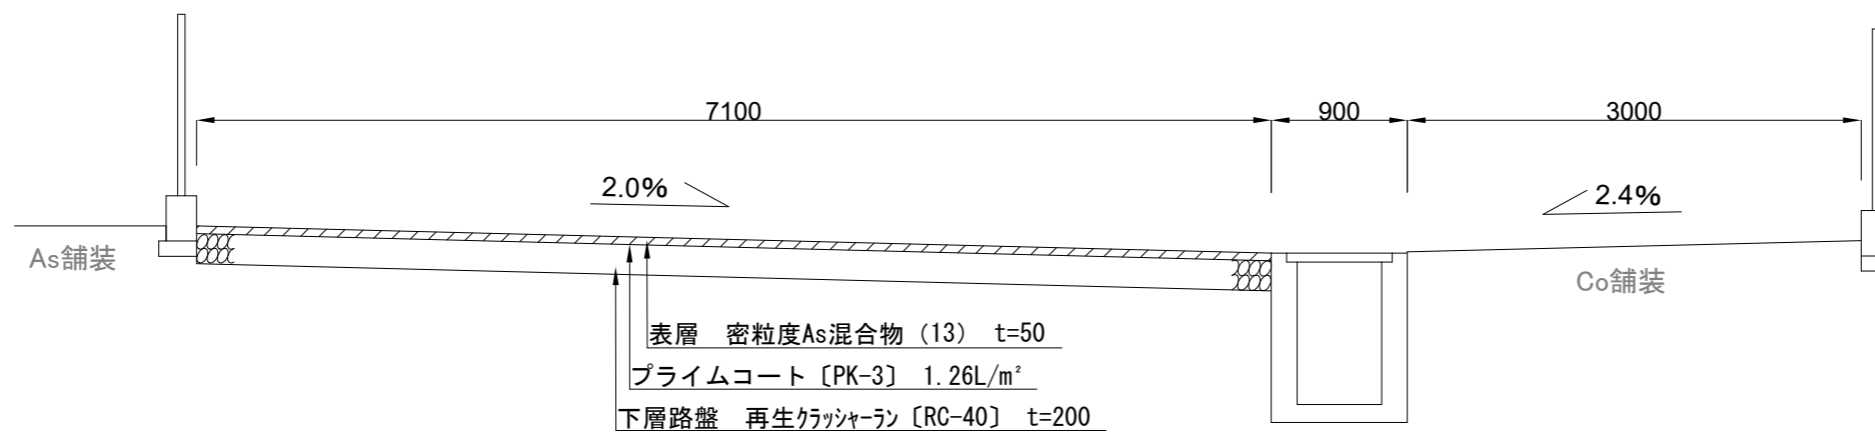 7100
900
3000
2.0%
2.4%
As舗装
Co舗装
表層 密粒度As混合物（13） t=50
プライムコート〔PK-3〕 1.26L/m²
下層路盤 再生ｸﾗｯｼｬｰﾗﾝ〔RC-40〕 t=200